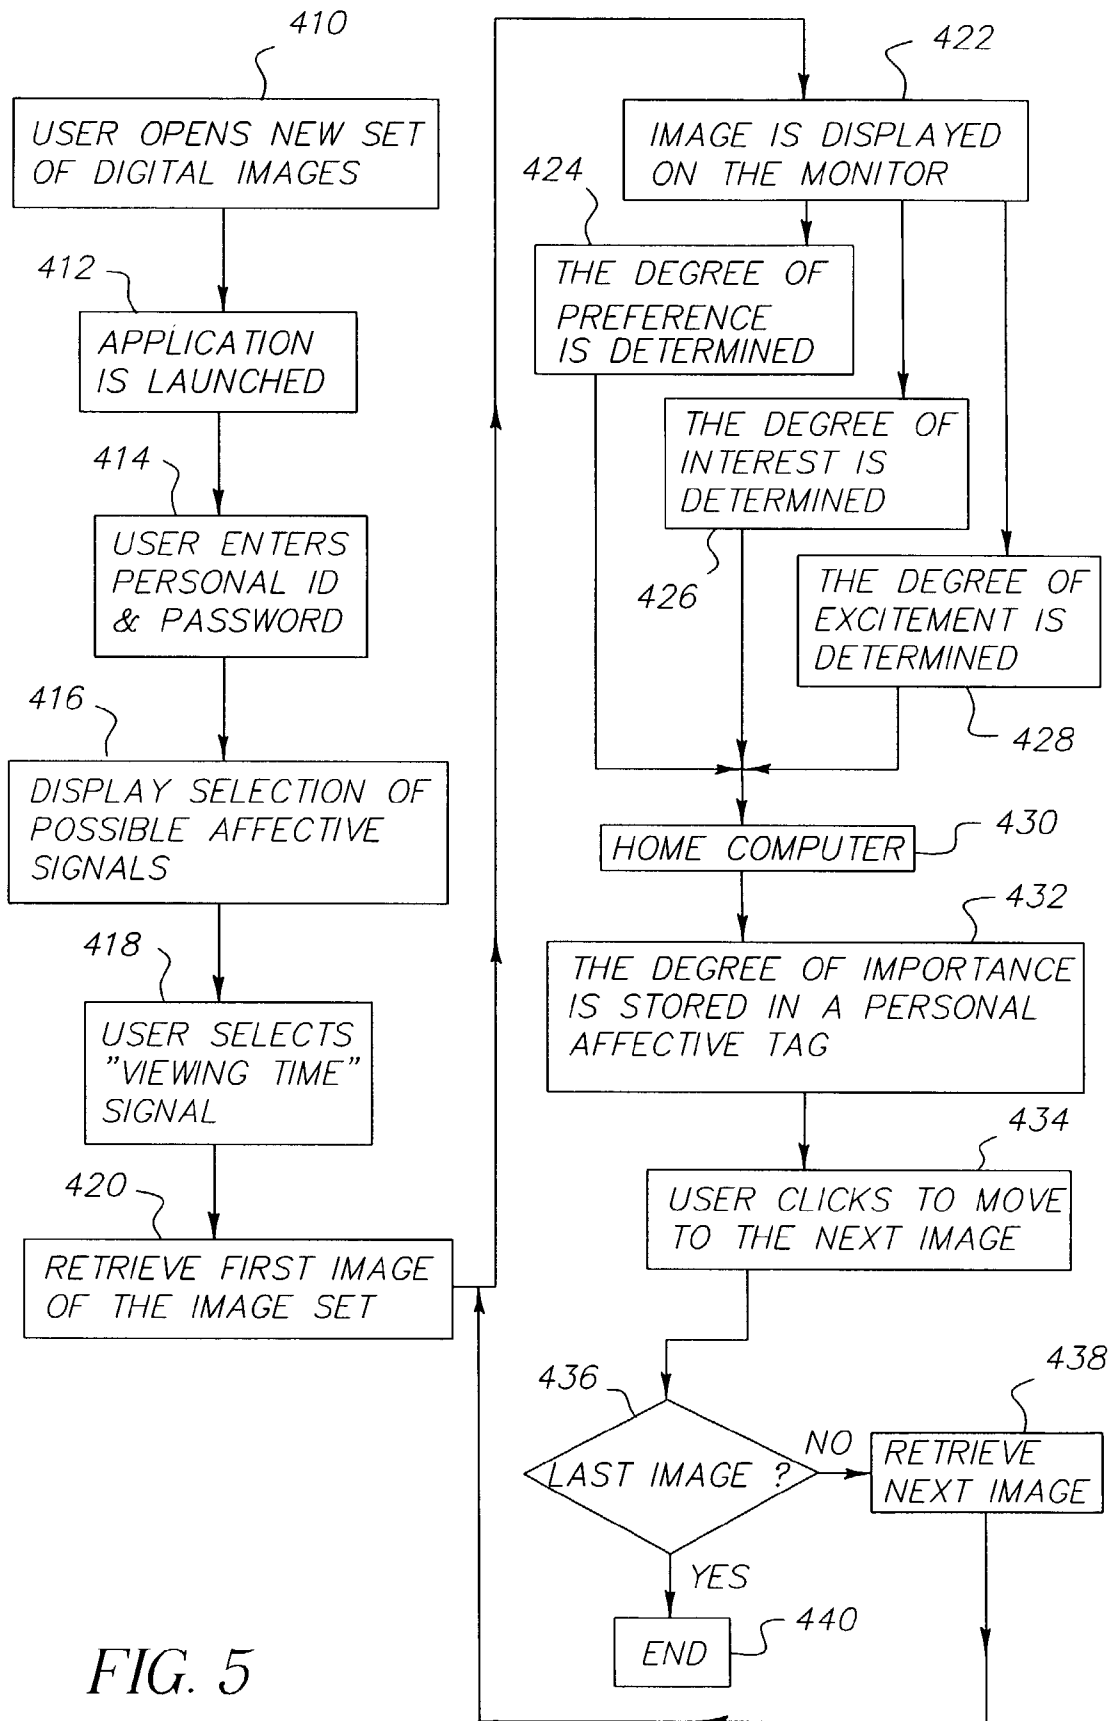 410
USER OPENS NEW SET
OF DIGITAL IMAGES
412
APPLICATION
IS LAUNCHED
414
USER ENTERS
PERSONAL ID
& PASSWORD
416
DISPLAY SELECTION OF
POSSIBLE AFFECTIVE
SIGNALS
418
USER SELECTS
"VIEWING TIME"
SIGNAL
420
RETRIEVE FIRST IMAGE
OF THE IMAGE SET
422
IMAGE IS DISPLAYED
ON THE MONITOR
424
THE DEGREE OF
PREFERENCE
IS DETERMINED
THE DEGREE OF
INTEREST IS
DETERMINED
426
THE DEGREE OF
EXCITEMENT IS
DETERMINED
428
HOME COMPUTER
430
432
THE DEGREE OF IMPORTANCE
IS STORED IN A PERSONAL
AFFECTIVE TAG
434
USER CLICKS TO MOVE
TO THE NEXT IMAGE
436
LAST IMAGE ?
NO
438
RETRIEVE
NEXT IMAGE
YES
440
END
FIG. 5